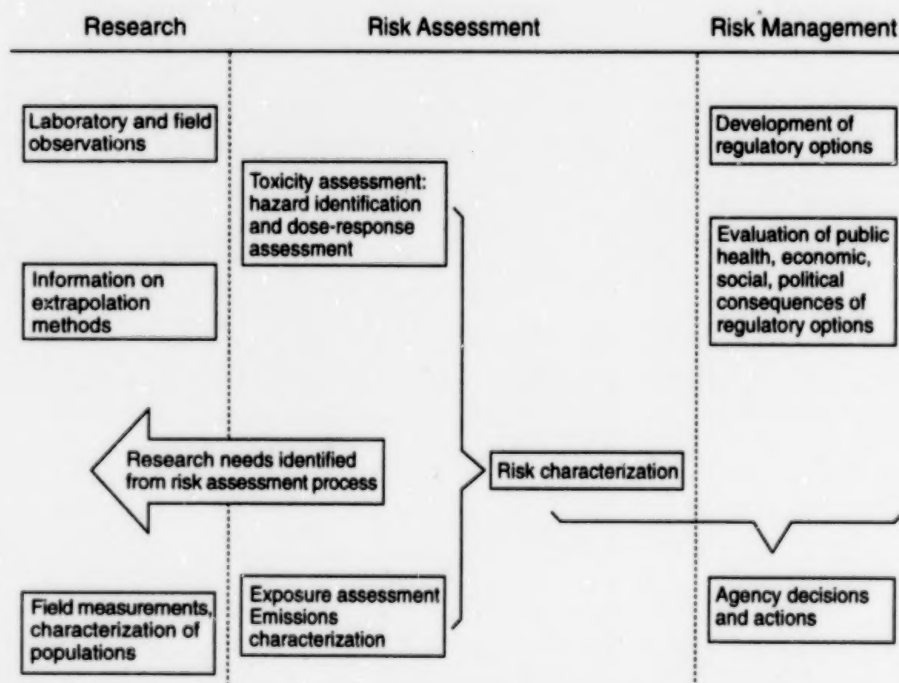 Research
Risk Assessment
Risk Management
Laboratory and field
observations
Information on
extrapolation
methods
Research needs identified
from risk assessment process
Field measurements,
characterization of
populations
Toxicity assessment:
hazard identification
and dose-response
assessment
Exposure assessment
Emissions
characterization
Risk characterization
Development of
regulatory options
Evaluation of public
health, economic,
social, political
consequences of
regulatory options
Agency decisions
and actions